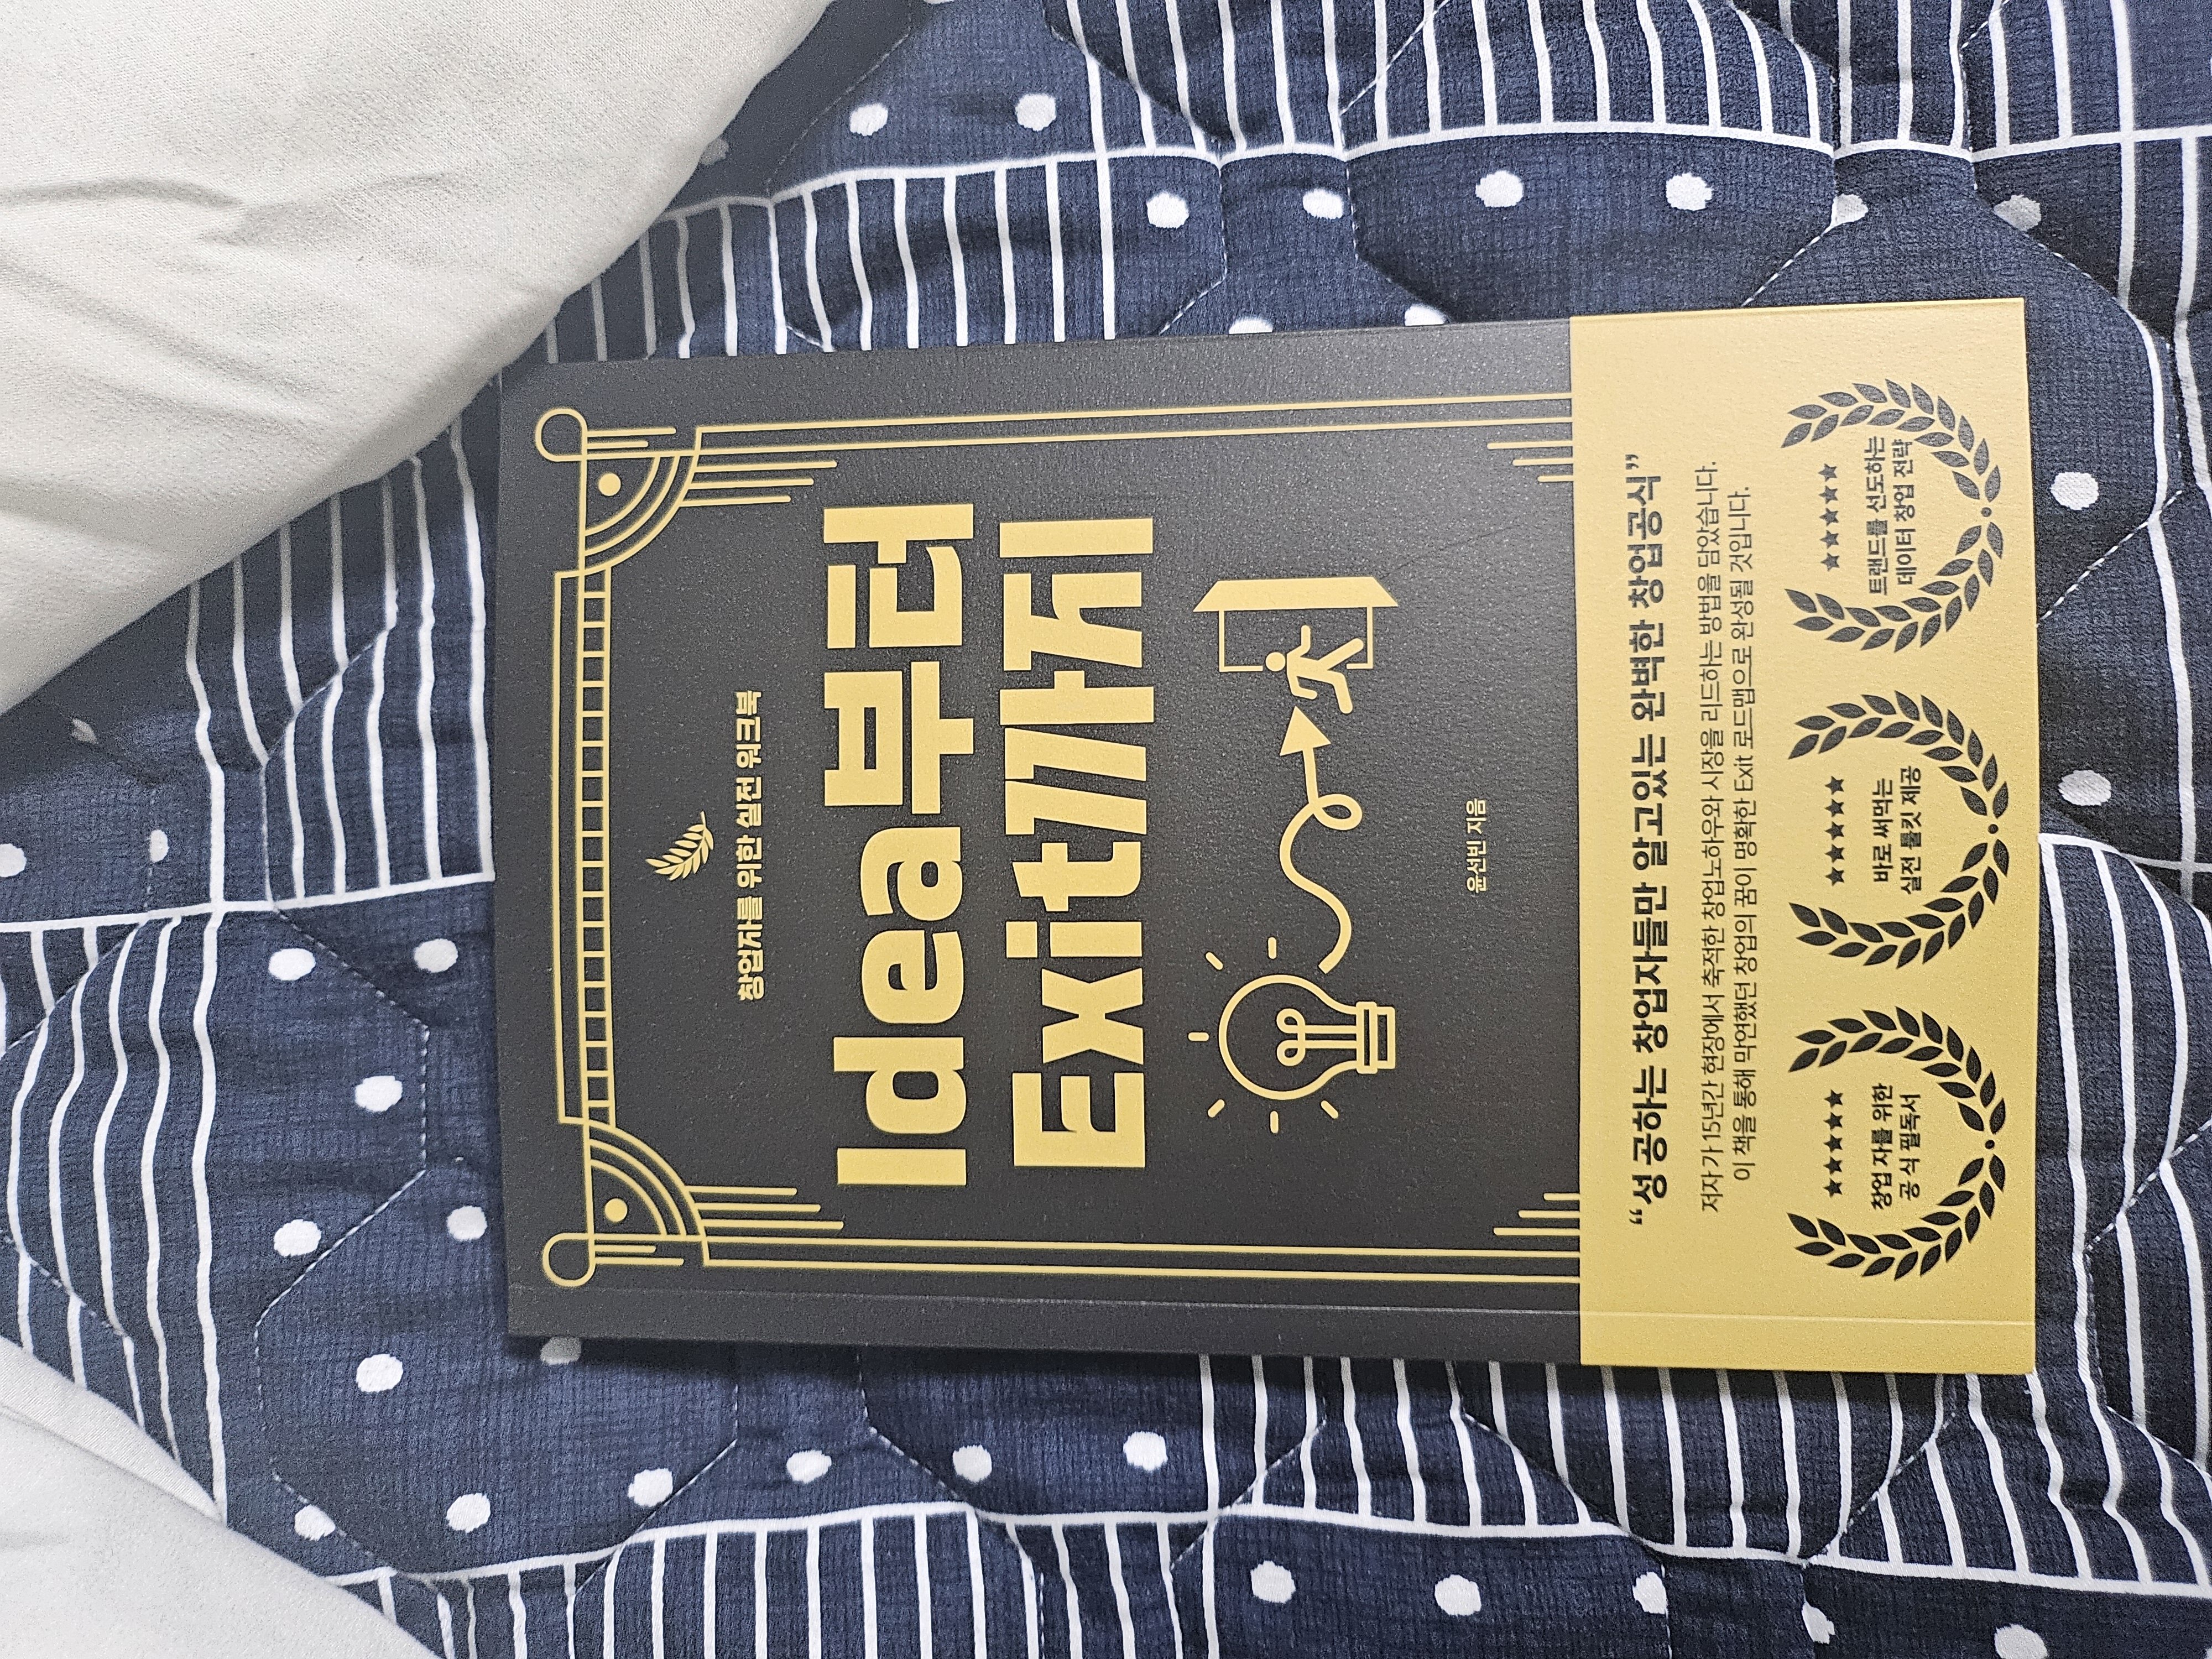 창업자를 위한 실전 워크북
Idea부터
Exit까지
윤선빈 지음
“성공하는 창업자들만 알고있는 완벽한 창업공식”
저자가 15년간 현장에서 축적한 창업노하우와 시장을 리드하는 방법을 담았습니다.
이 책을 통해 막연했던 창업의 꿈이 명확한 Exit 로드맵으로 완성될 것입니다.
★★★★★
창업자를 위한
공식 필독서
★★★★★
바로 써먹는
실전 툴킷 제공
★★★★★
트랜드를 선도하는
데이터 창업 전략